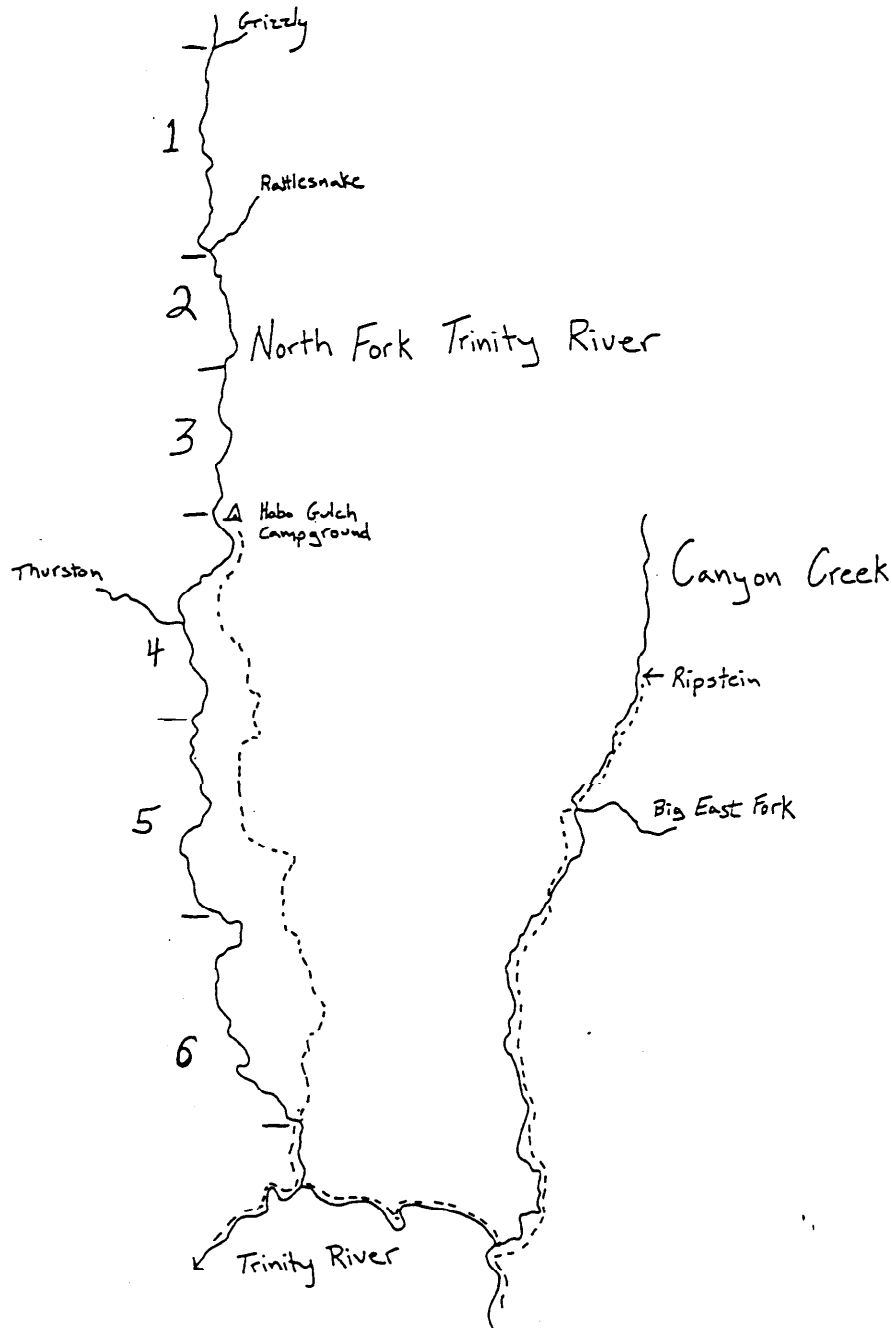 Grizzly
1
Rattlesnake
2
North Fork Trinity River
3
Hobo Gulch
Campground
Thurston
Canyon Creek
4
← Ripstein
5
Big East Fork
6
Trinity River